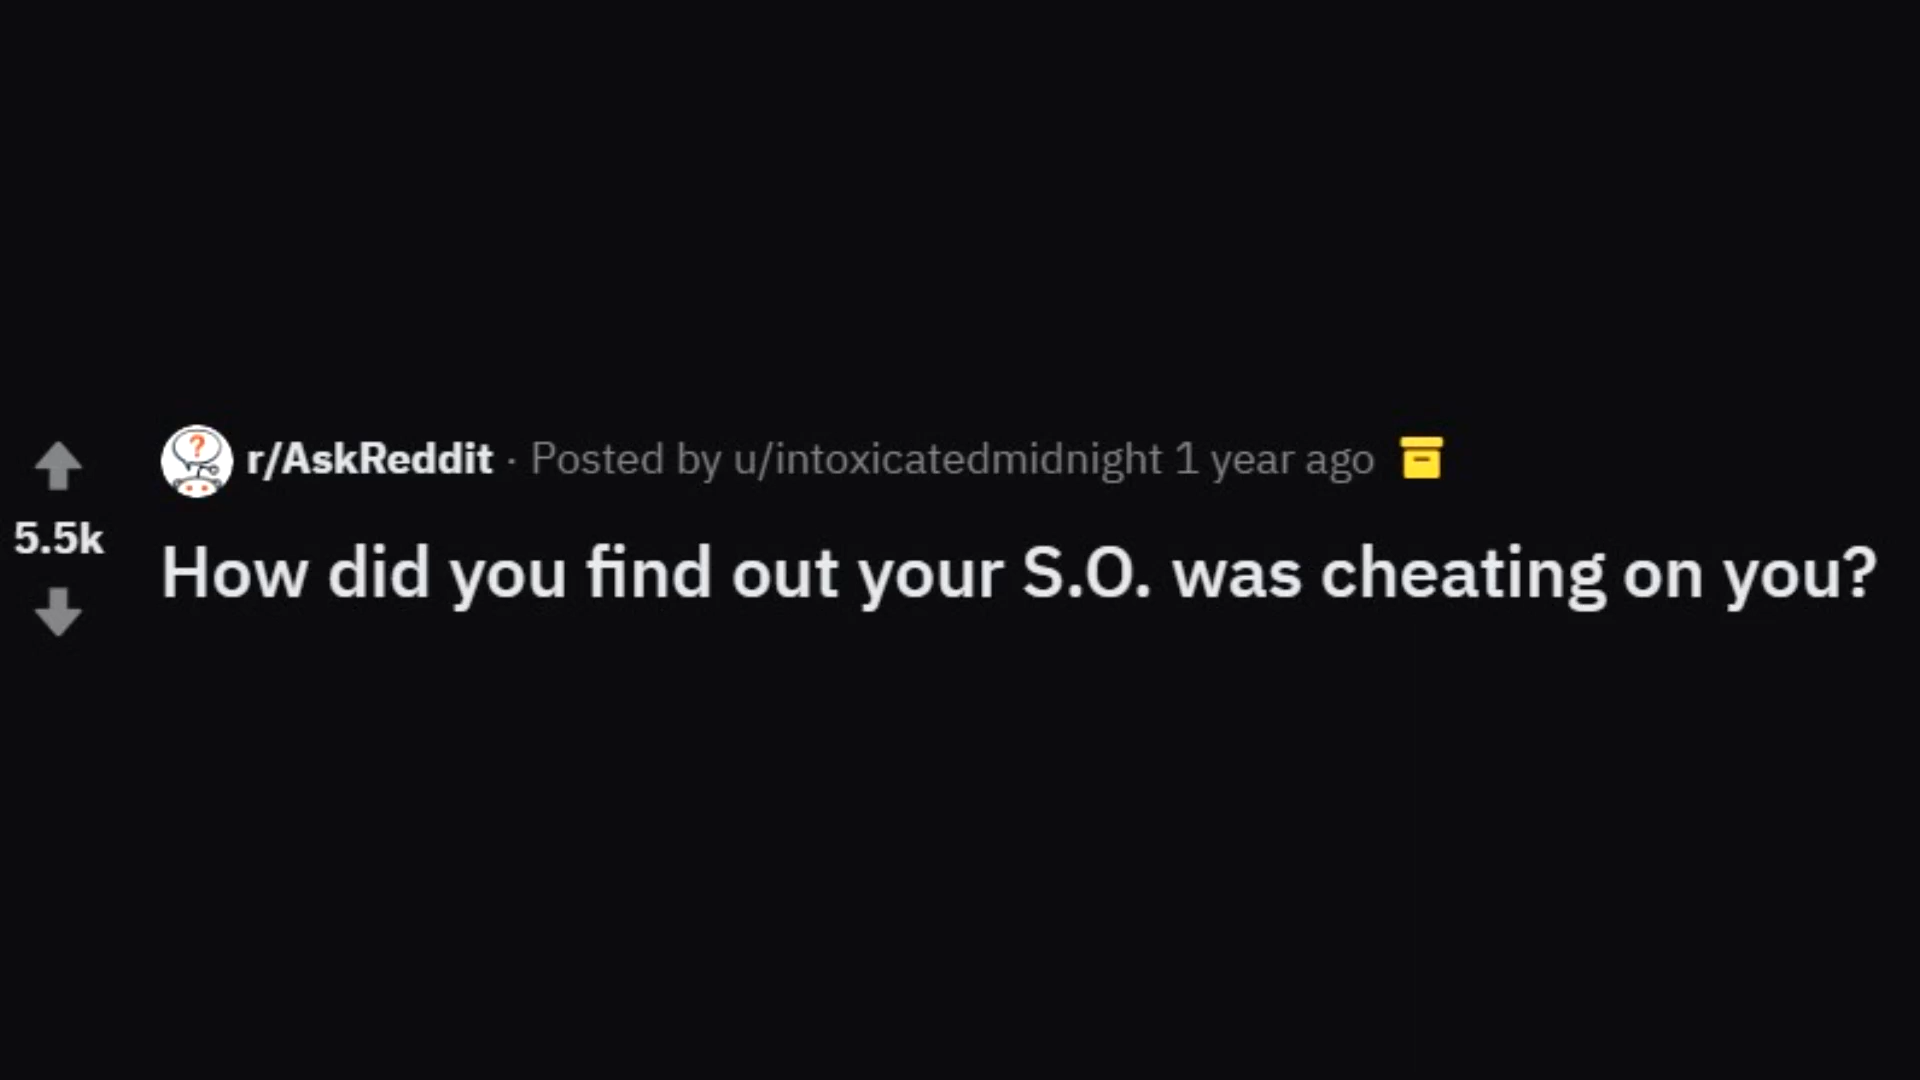 r/AskReddit · Posted by u/intoxicatedmidnight 1 year ago
5.5k
How did you find out your S.O. was cheating on you?